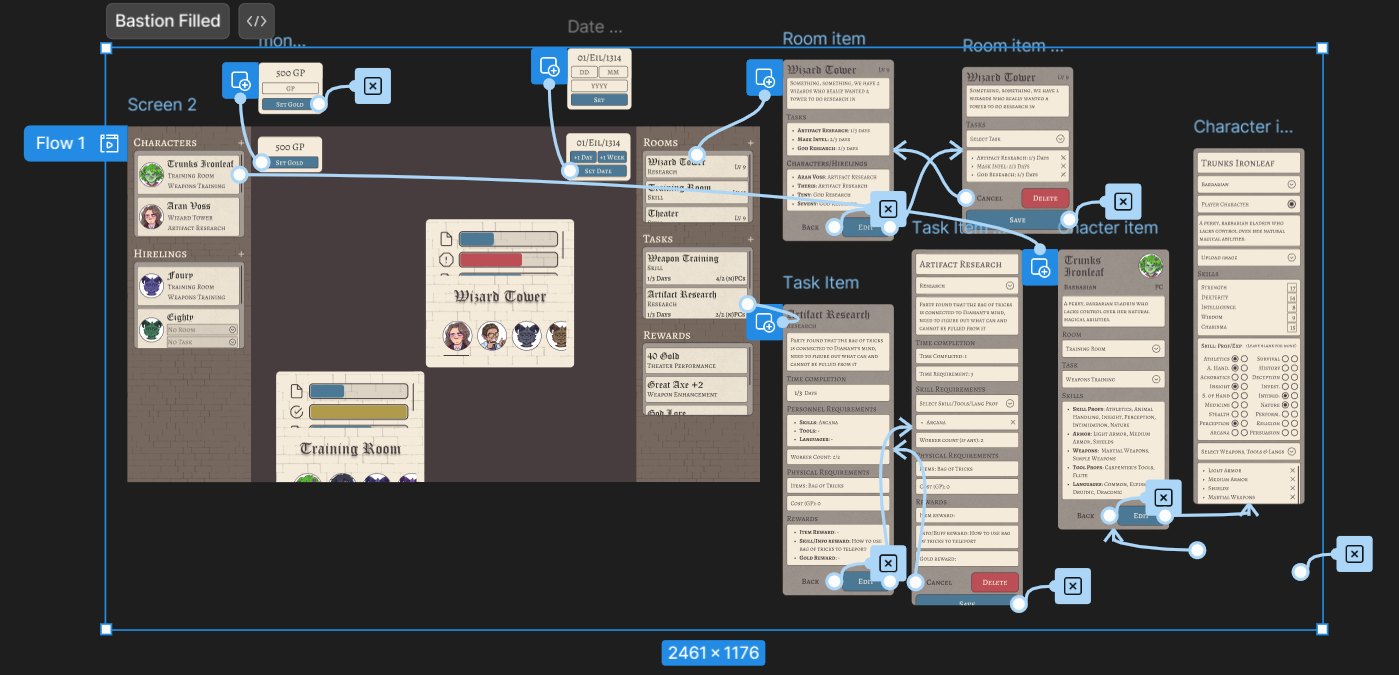 Bastion Filled
</>
mon...
Date ...
Room item
Room item ...
Screen 2
Flow 1
500 GP
GP
Set Gold
500 GP
Set Gold
01/Eil/1314
DD
MM
YYYY
Set
01/Eil/1314
+1 Day
+1 Week
Set Date
Characters +
Trunks Ironleaf
Training Room
Weapons Training
Aran Voss
Wizard Tower
Artifact Research
Hirelings +
Foury
Training Room
Weapons Training
Eighty
No Room
No Task
Wizard Tower
Training Room
Rooms +
Wizard Tower
Lv 9
Research
Training Room
Skill
Theater
Lv 9
Tasks +
Weapon Training
Skill
1/3 Days
4/2 (N)PCs
Artifact Research
Research
1/3 Days
2/2 (N)PCs
Rewards
40 Gold
Theater Performance
Great Axe +2
Weapon Enhancement
God Lore
Wizard Tower
Lv 9
Something, something, we have 2
wizards who really wanted a
tower to do research in
Tasks
Artifact Research: 1/3 Days
Mask Intel: 2/3 Days
God Research: 2/3 Days
Characters/Hirelings
Aran Voss: Artifact Research
Theris: Artifact Research
Teny: God Research
Back
Edit
Wizard Tower
Lv 9
Something, something, we have 2
wizards who really wanted a
tower to do research in
Tasks
Select Task
Artifact Research: 1/3 Days
Mask Intel: 2/3 Days
God Research: 2/3 Days
Cancel
Delete
Save
Task Item
Artifact Research
Research
Party found that the bag of tricks
is connected to Diamant's mind,
need to figure out what can and
cannot be pulled from it
Time completion
1/3 Days
Personnel Requirements
Skills: Arcana
Tools: -
Languages: -
Worker Count: 2/2
Physical Requirements
Items: Bag of Tricks
Cost (GP): 0
Rewards
Item Reward: -
Skill/Info reward: How to use
bag of tricks to teleport
Gold Reward: -
Back
Edit
Task Item ...
Artifact Research
Research
Party found that the bag of tricks
is connected to Diamant's mind,
need to figure out what can and
cannot be pulled from it
Time completion
Time Completed: 1
Time Requirement: 3
Skill Requirements
Select Skill/Tools/Lang Prof
Arcana
Worker count (if any): 2
Physical Requirements
Items: Bag of Tricks
Cost (GP): 0
Rewards
Item reward:
Info/Buff reward: How to use bag
of tricks to teleport
Gold reward:
Cancel
Delete
Save
Chacter item
Trunks
Ironleaf
Barbarian
PC
A perky, barbarian eladrin who
lacks control over her natural
magical abilities.
Room
Training Room
Task
Weapons Training
Skills
Skill Profs: Athletics, Animal
Handling, Insight, Perception,
Intimidation, Nature
Armor: Light Armor, Medium
Armor, Shields
Weapons: Martial Weapons,
Simple Weapons
Tool Profs: Carpenter's Tools,
Flute
Languages: Common, Elvish,
Druidic, Draconic
Back
Edit
Character i...
Trunks Ironleaf
Barbarian
Player Character
A perky, barbarian eladrin who
lacks control over her natural
magical abilities.
Upload image
Skills
Strength 17
Dexterity 14
Intelligence 8
Wisdom 9
Charisma 15
Skill: Prof/Exp (leave blank for none)
Athletics
Survival
A. Hand.
History
Acrobatics
Deception
Insight
Invest.
S. of Hand
Intimid.
Medicine
Nature
Stealth
Perform.
Perception
Religion
Arcana
Persuasion
Select Weapons, Tools & Langs
Light Armor
Medium Armor
Shields
Martial Weapons
2461 × 1176